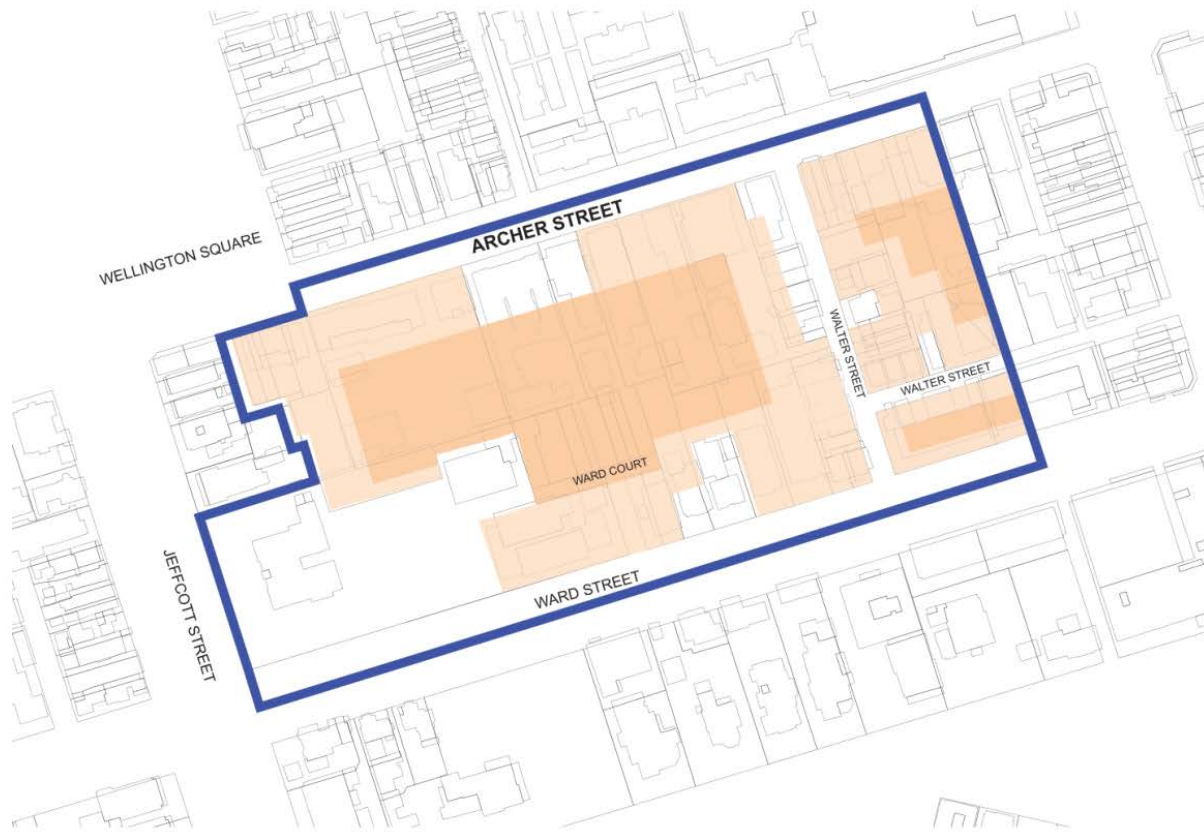 ARCHER STREET
WELLINGTON SQUARE
WALTER STREET
WALTER STREET
WARD COURT
JEFFCOTT STREET
WARD STREET